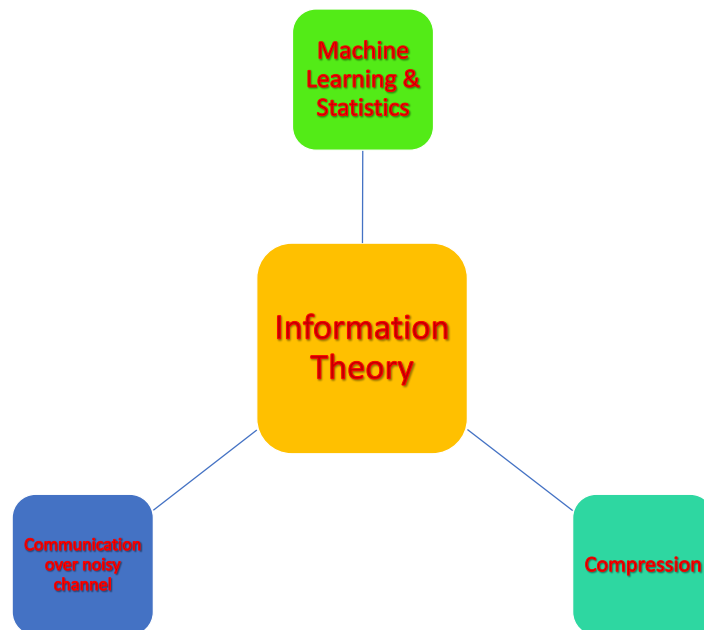 Machine
Learning &
Statistics
Information
Theory
Communication
over noisy
channel
Compression